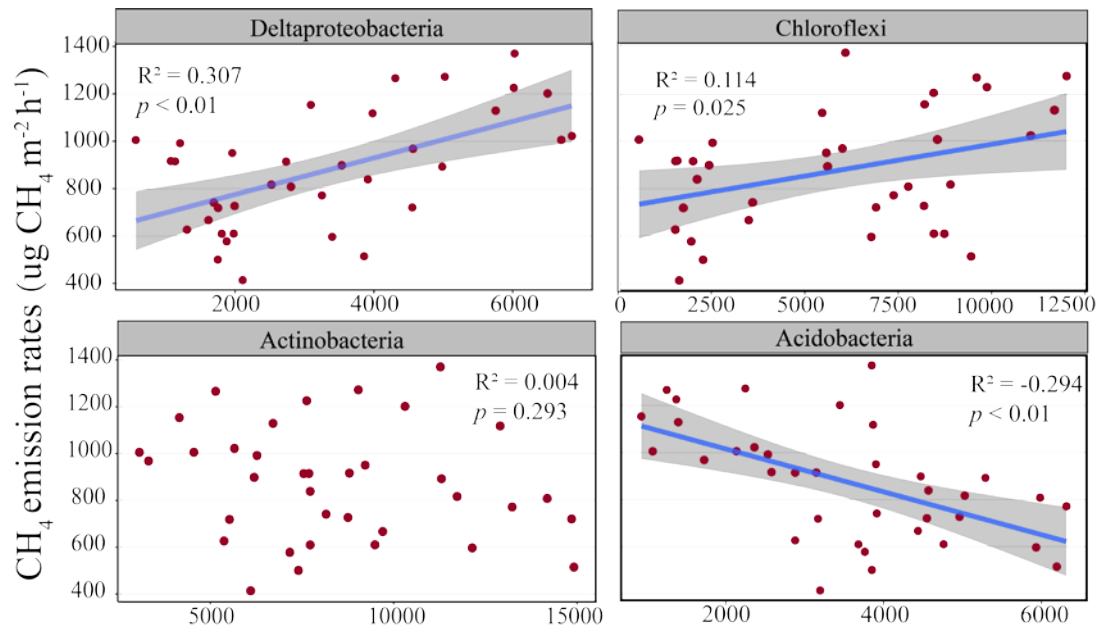 CH₄ emission rates (ug CH₄ m⁻² h⁻¹)
Deltaproteobacteria
R² = 0.307
p < 0.01
1400
1200
1000
800
600
400
2000 4000 6000
Chloroflexi
R² = 0.114
p = 0.025
0 2500 5000 7500 10000 12500
Actinobacteria
R² = 0.004
p = 0.293
1400
1200
1000
800
600
400
5000 10000 15000
Acidobacteria
R² = -0.294
p < 0.01
2000 4000 6000